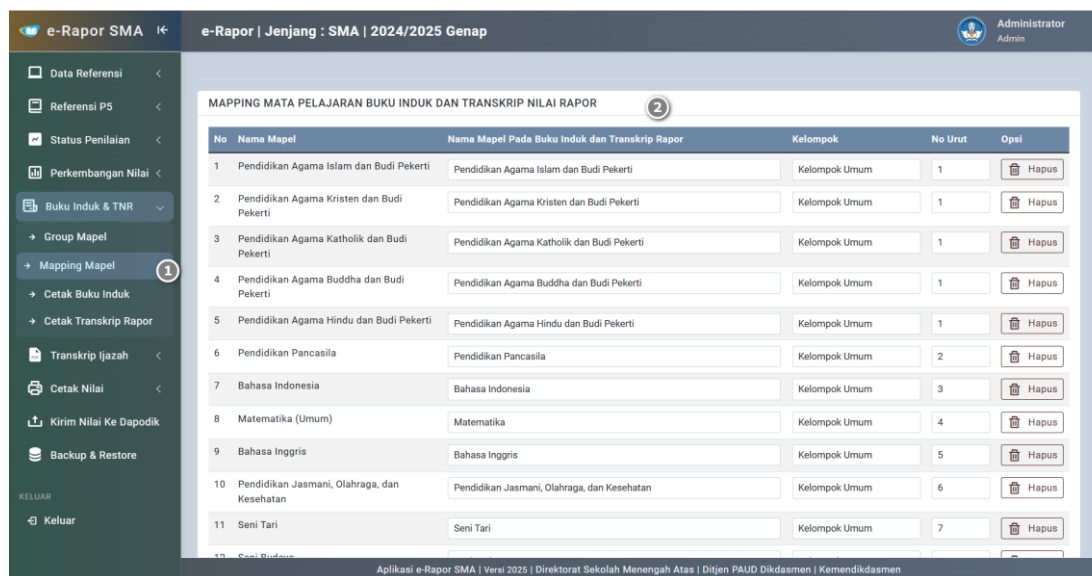 e-Rapor SMA
e-Rapor | Jenjang : SMA | 2024/2025 Genap
Administrator
Admin
Data Referensi
Referensi P5
Status Penilaian
Perkembangan Nilai
Buku Induk & TNR
Group Mapel
Mapping Mapel
1
Cetak Buku Induk
Cetak Transkrip Rapor
Transkrip Ijazah
Cetak Nilai
Kirim Nilai Ke Dapodik
Backup & Restore
KELUAR
Keluar
MAPPING MATA PELAJARAN BUKU INDUK DAN TRANSKRIP NILAI RAPOR
2
No Nama Mapel Nama Mapel Pada Buku Induk dan Transkrip Rapor Kelompok No Urut Opsi
1 Pendidikan Agama Islam dan Budi Pekerti Pendidikan Agama Islam dan Budi Pekerti Kelompok Umum 1 Hapus
2 Pendidikan Agama Kristen dan Budi Pendidikan Agama Kristen dan Budi Pekerti Kelompok Umum 1 Hapus
Pekerti
3 Pendidikan Agama Katholik dan Budi Pendidikan Agama Katholik dan Budi Pekerti Kelompok Umum 1 Hapus
Pekerti
4 Pendidikan Agama Buddha dan Budi Pendidikan Agama Buddha dan Budi Pekerti Kelompok Umum 1 Hapus
Pekerti
5 Pendidikan Agama Hindu dan Budi Pekerti Pendidikan Agama Hindu dan Budi Pekerti Kelompok Umum 1 Hapus
6 Pendidikan Pancasila Pendidikan Pancasila Kelompok Umum 2 Hapus
7 Bahasa Indonesia Bahasa Indonesia Kelompok Umum 3 Hapus
8 Matematika (Umum) Matematika Kelompok Umum 4 Hapus
9 Bahasa Inggris Bahasa Inggris Kelompok Umum 5 Hapus
10 Pendidikan Jasmani, Olahraga, dan Pendidikan Jasmani, Olahraga, dan Kesehatan Kelompok Umum 6 Hapus
Kesehatan
11 Seni Tari Seni Tari Kelompok Umum 7 Hapus
12 Seni Budaya
Aplikasi e-Rapor SMA | Versi 2025 | Direktorat Sekolah Menengah Atas | Ditjen PAUD Dikdasmen | Kemendikdasmen